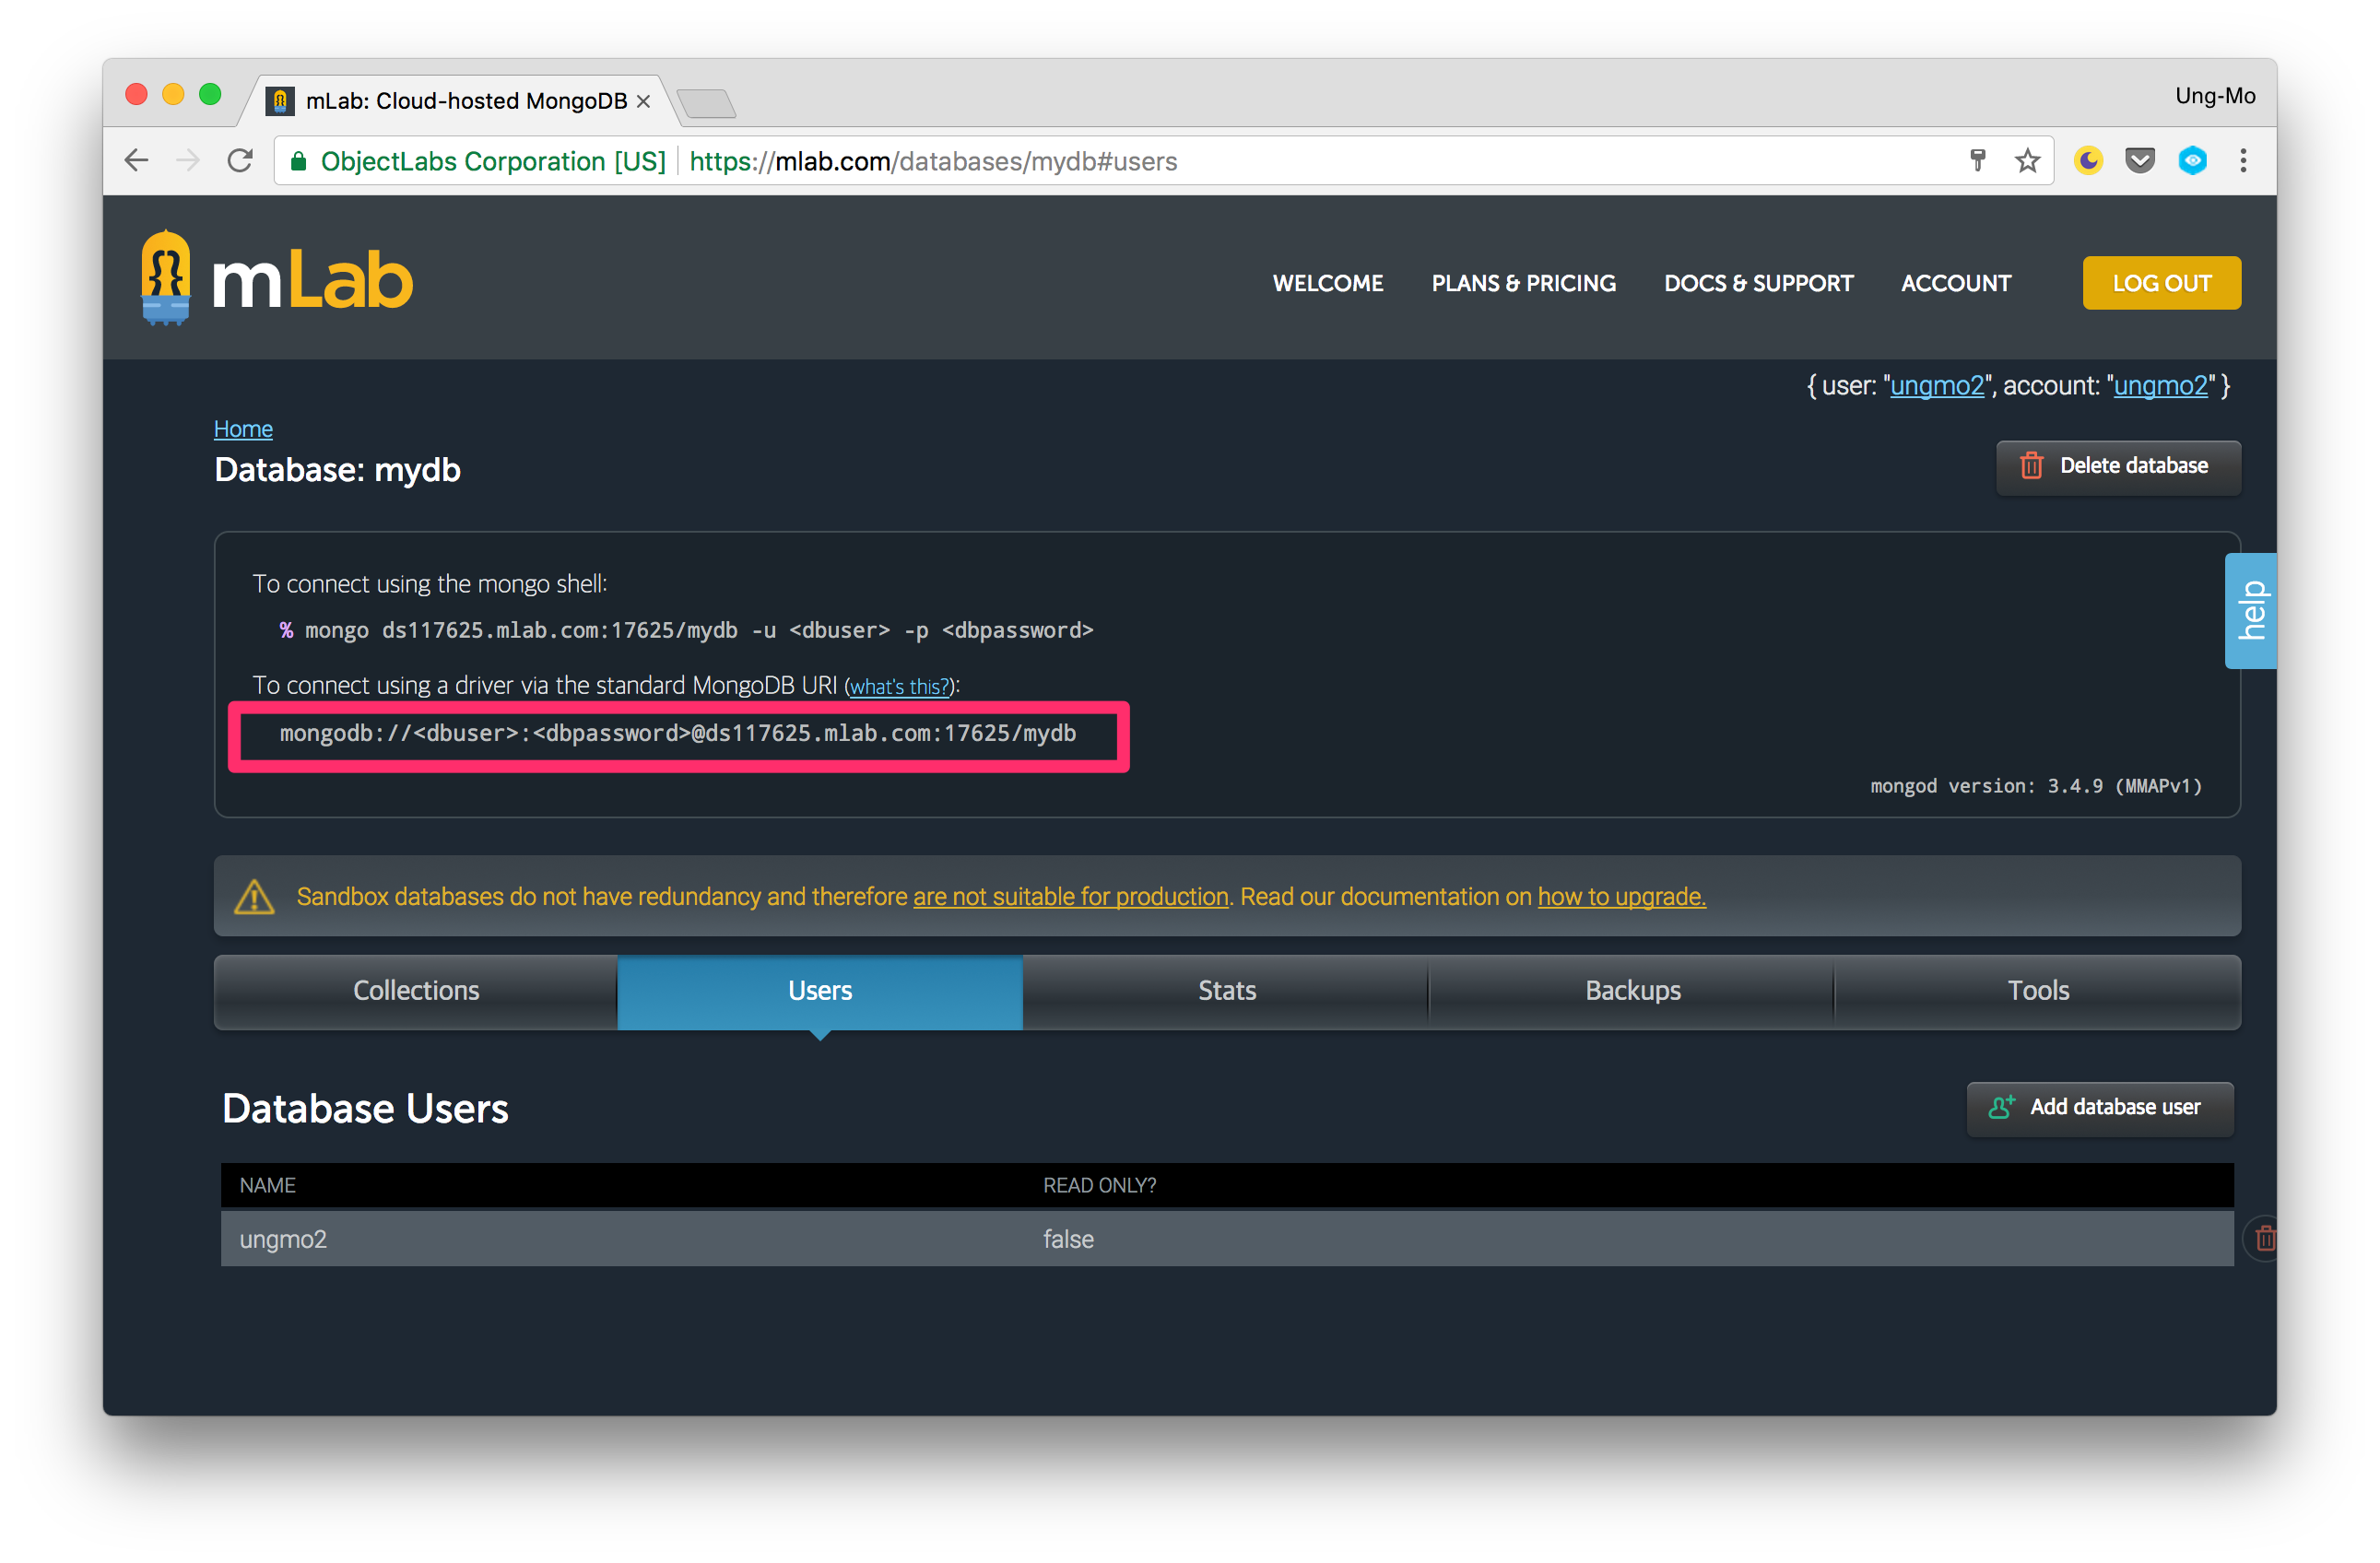 mLab: Cloud-hosted MongoDB
Ung-Mo
ObjectLabs Corporation [US] https://mlab.com/databases/mydb#users
mLab
WELCOME PLANS & PRICING DOCS & SUPPORT ACCOUNT LOG OUT
{ user: "ungmo2", account: "ungmo2" }
Home
Database: mydb
Delete database
To connect using the mongo shell:
% mongo ds117625.mlab.com:17625/mydb -u <dbuser> -p <dbpassword>
To connect using a driver via the standard MongoDB URI (what's this?):
mongodb://<dbuser>:<dbpassword>@ds117625.mlab.com:17625/mydb
mongod version: 3.4.9 (MMAPv1)
help
Sandbox databases do not have redundancy and therefore are not suitable for production. Read our documentation on how to upgrade.
Collections Users Stats Backups Tools
Database Users
Add database user
NAME READ ONLY?
ungmo2 false